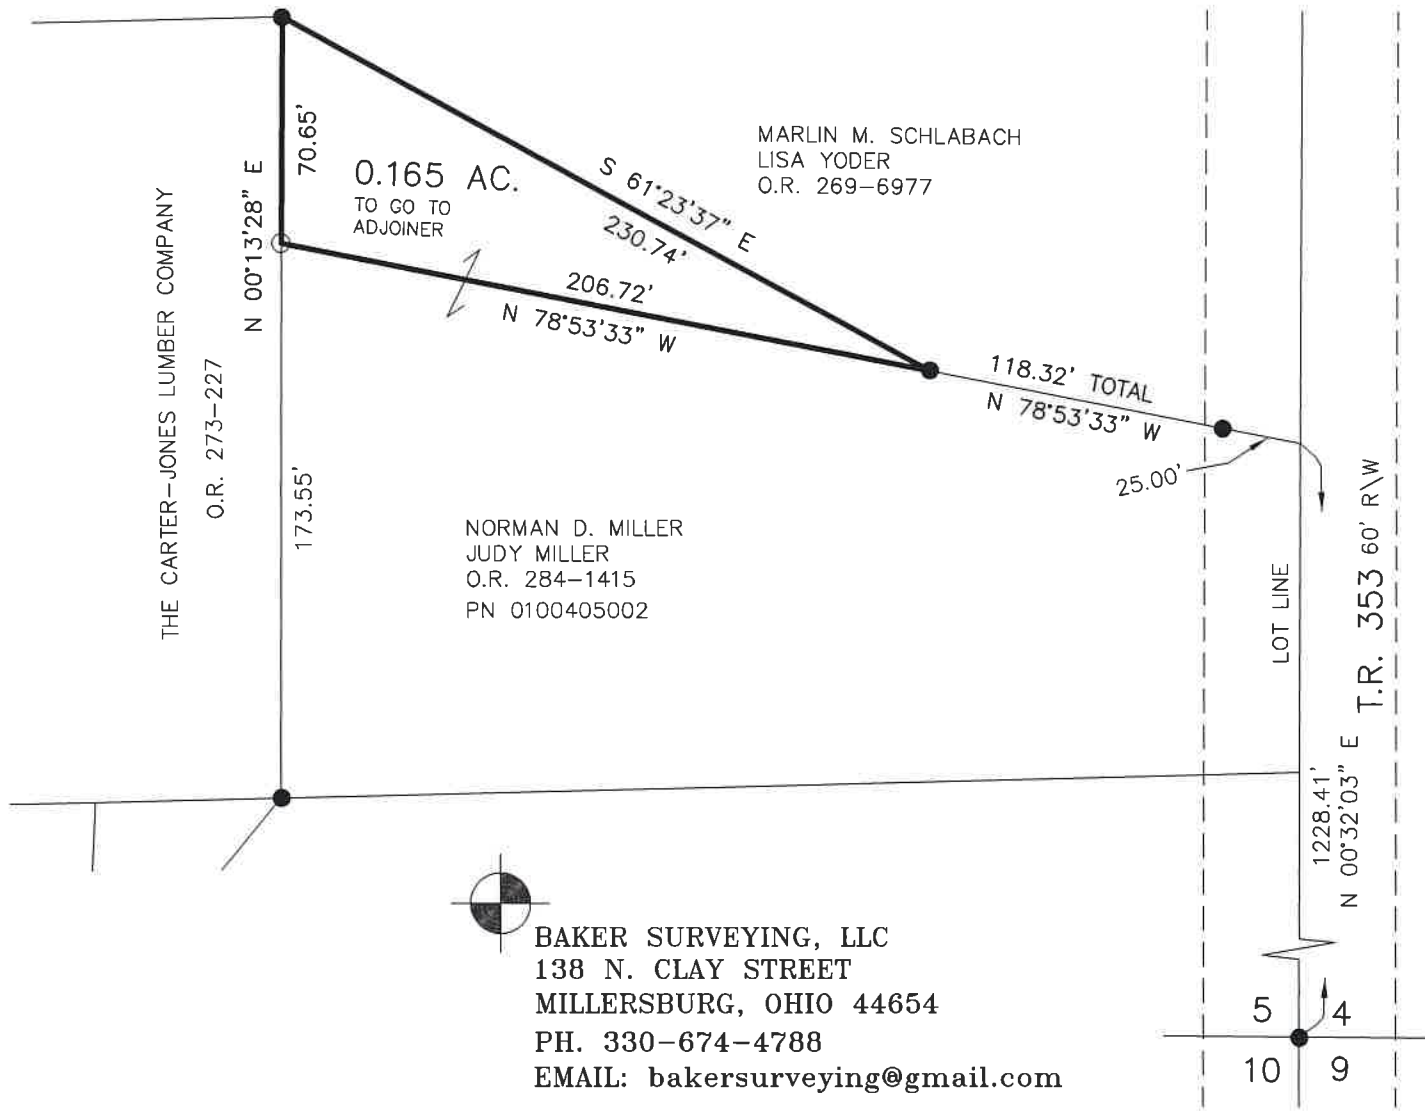 70.65'
N 00°13'28" E
0.165 AC.
TO GO TO
ADJOINER
S 61°23'37" E
230.74'
206.72'
N 78°53'33" W
MARLIN M. SCHLABACH
LISA YODER
O.R. 269-6977
118.32' TOTAL
N 78°53'33" W
25.00'
THE CARTER-JONES LUMBER COMPANY
O.R. 273-227
173.55'
NORMAN D. MILLER
JUDY MILLER
O.R. 284-1415
PN 0100405002
LOT LINE
T.R. 353 60' R\W
1228.41'
N 00°32'03" E
BAKER SURVEYING, LLC
138 N. CLAY STREET
MILLERSBURG, OHIO 44654
PH. 330-674-4788
EMAIL: bakersurveying@gmail.com
5 4
10 9